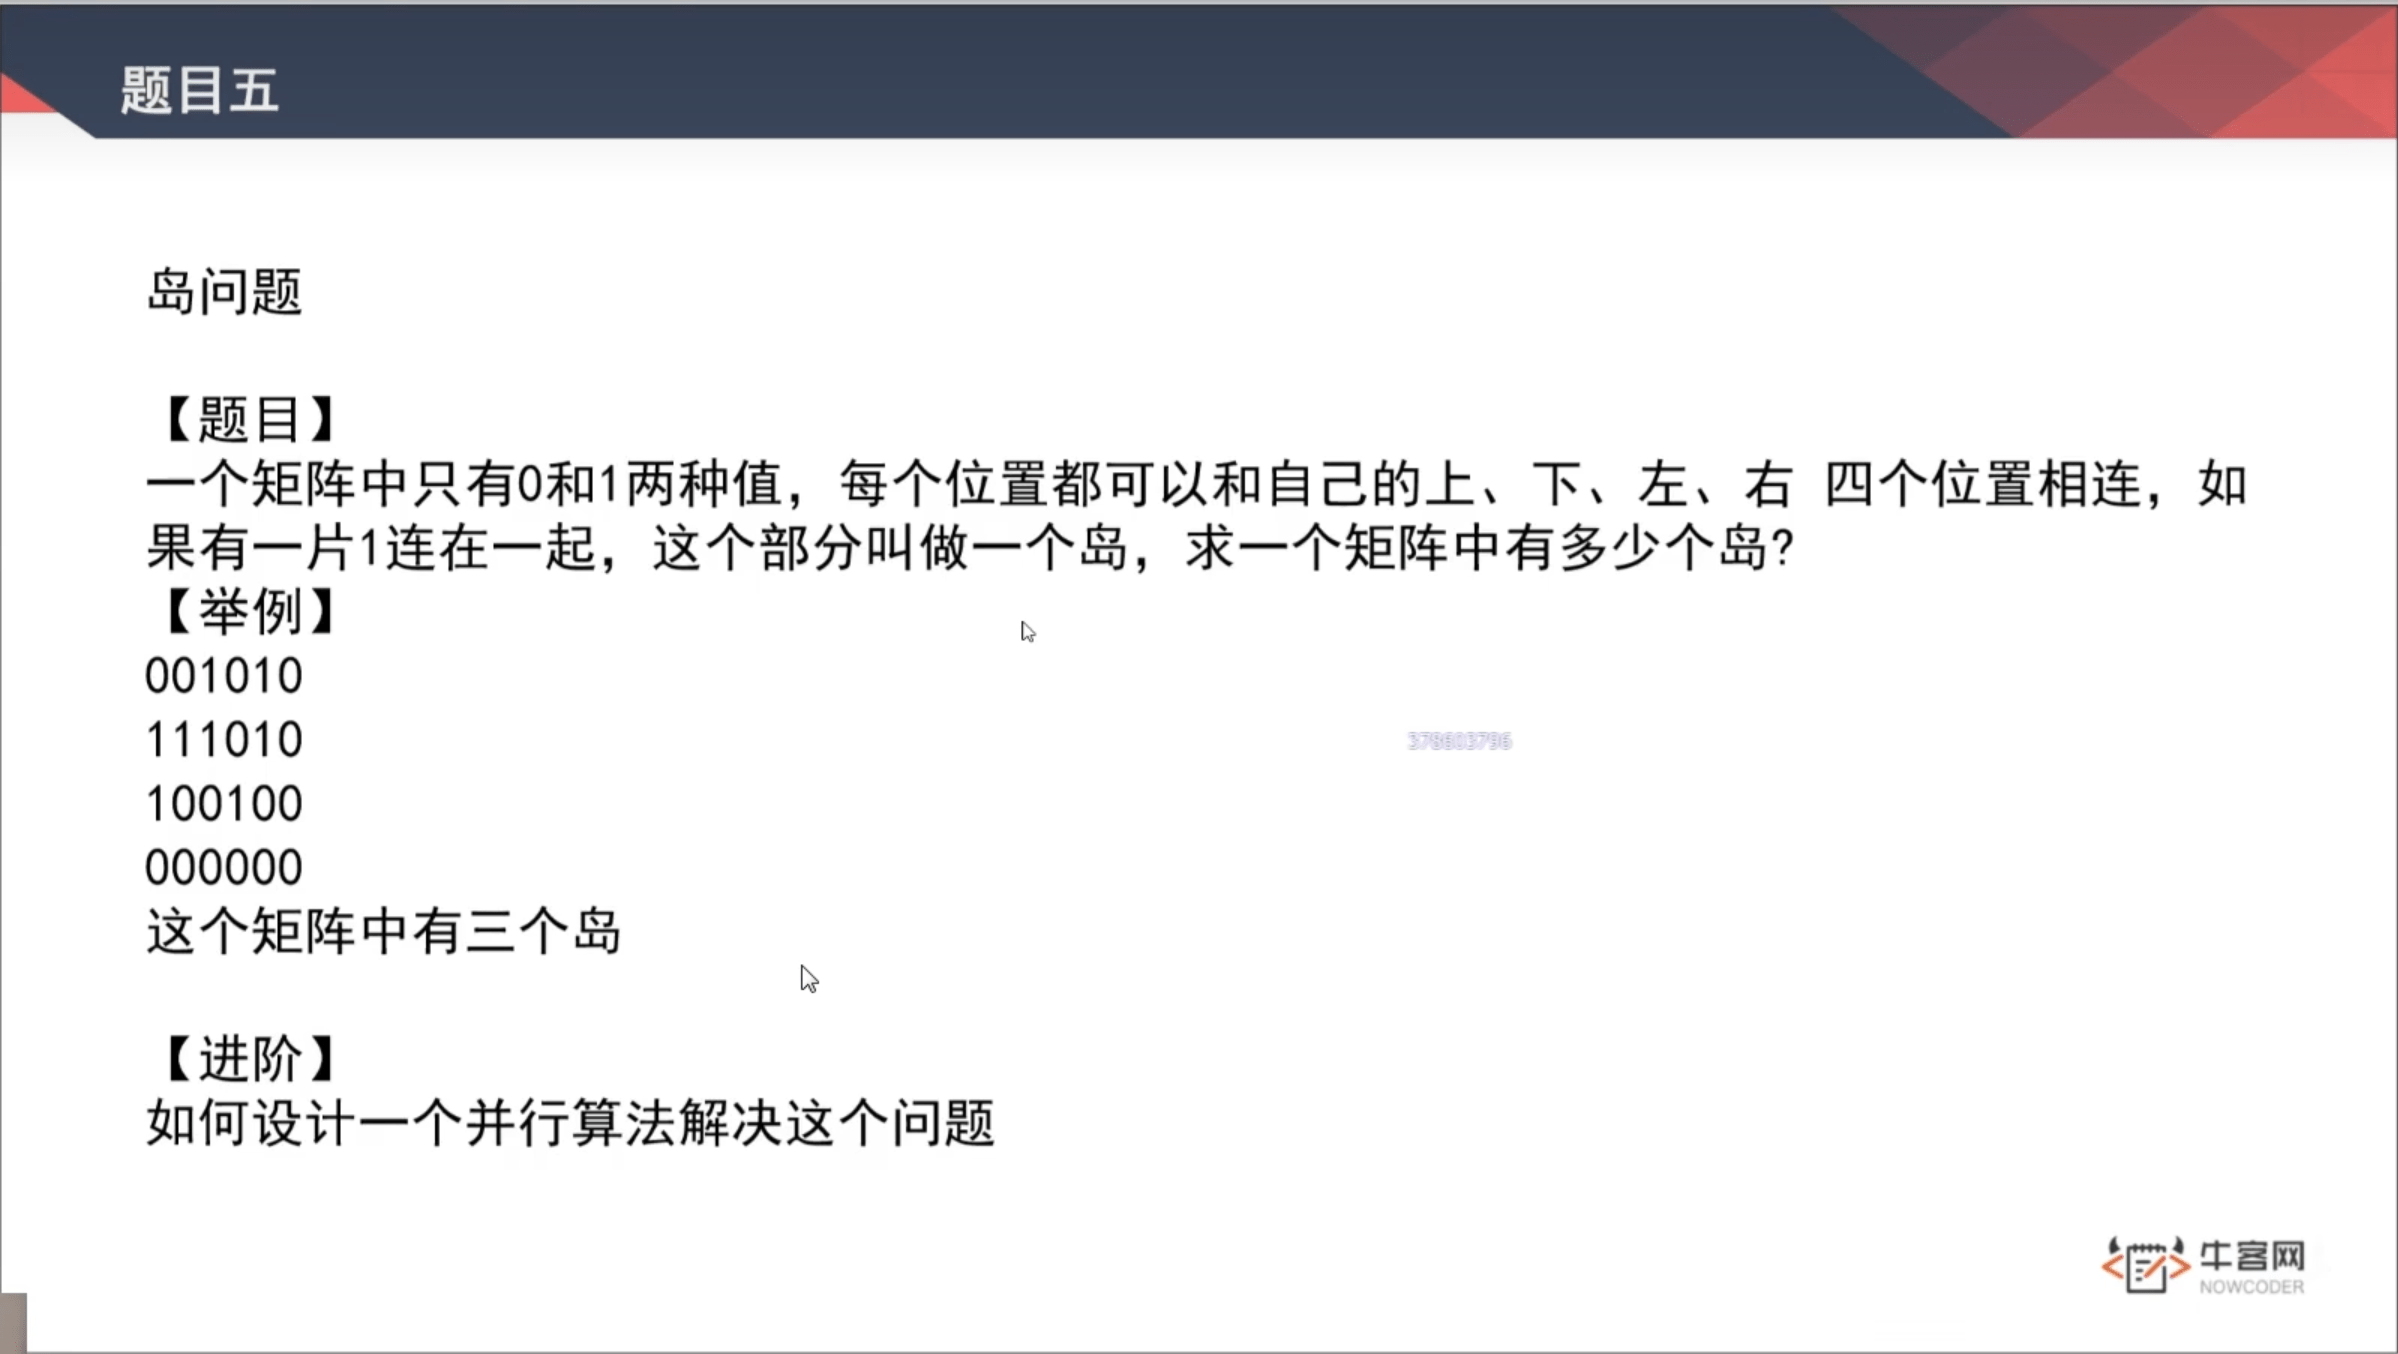 题目五
岛问题
【题目】
一个矩阵中只有0和1两种值，每个位置都可以和自己的上、下、左、右 四个位置相连，如
果有一片1连在一起，这个部分叫做一个岛，求一个矩阵中有多少个岛?
【举例】
001010
111010
378603796
100100
000000
这个矩阵中有三个岛
【进阶】
如何设计一个并行算法解决这个问题
牛客网
NOWCODER